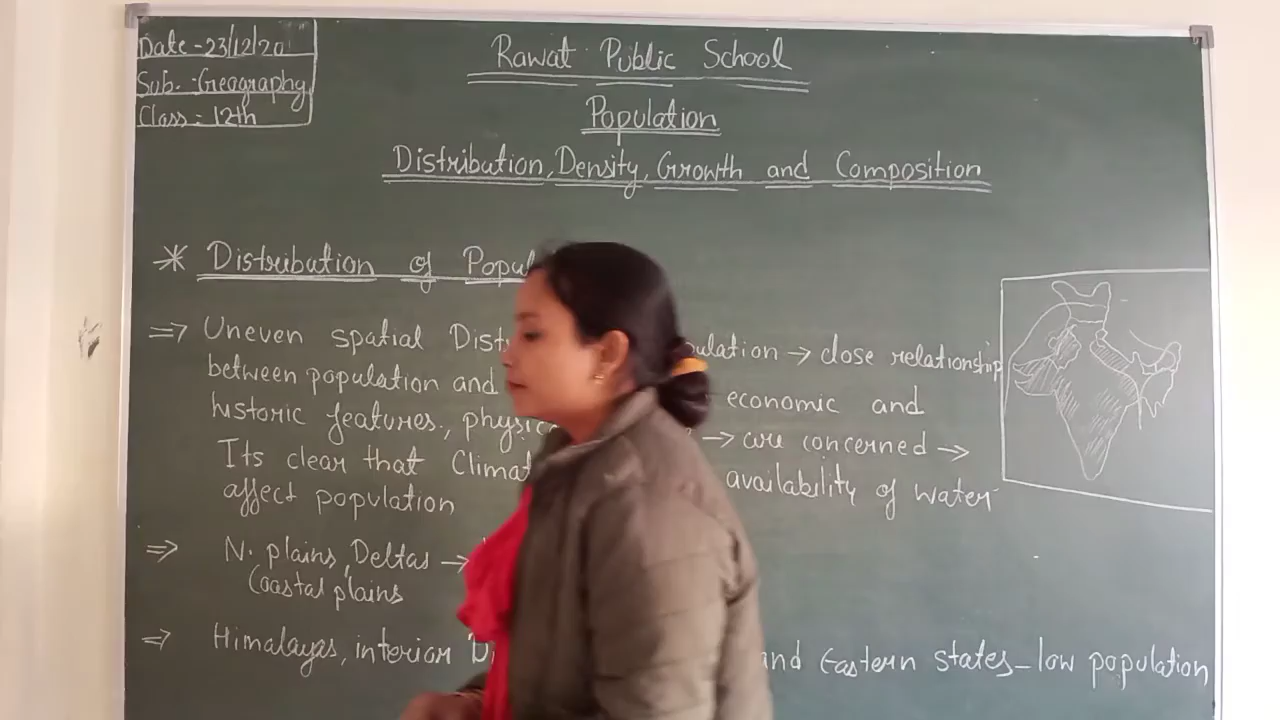 Date - 23/12/20
Sub. - Geography
Class - 12th
Rawat Public School
Population
Distribution, Density, Growth and Composition
* Distribution of Popul
⇒ Uneven spatial Dist pulation → close relationship
between population and economic and
historic features, physic → are concerned →
Its clear that Climat availability of water
affect population
⇒ N. plains, Deltas →
Coastal plains
⇒ Himalayas, interior and Eastern states - low population